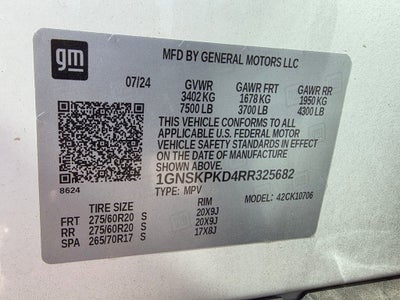 gm
MFD BY GENERAL MOTORS LLC
07/24 GVWR GAWR FRT GAWR RR
3402 KG 1678 KG 1950 KG
7500 LB 3700 LB 4300 LB
THIS VEHICLE CONFORMS TO ALL
APPLICABLE U.S. FEDERAL MOTOR
VEHICLE SAFETY STANDARDS IN EFFECT
ON THE DATE OF MANUFACTURE
SHOWN ABOVE.
1GNSKPKD4RR325682
8624 TYPE: MPV MODEL: 42CK10706
TIRE SIZE RIM
FRT 275/60R20 S 20X9J
RR 275/60R20 S 20X9J
SPA 265/70R17 S 17X8J